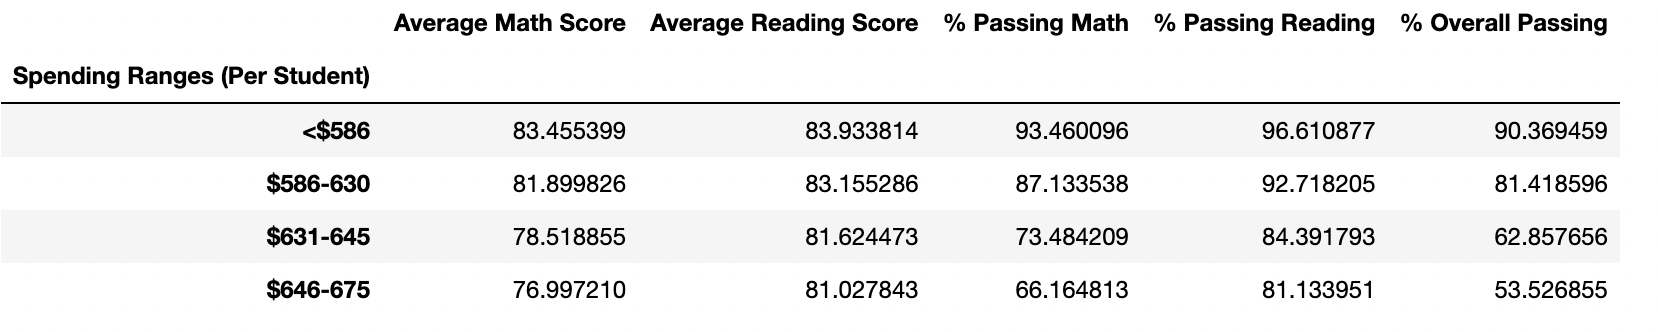 Average Math Score Average Reading Score % Passing Math % Passing Reading % Overall Passing
Spending Ranges (Per Student)
<$586 83.455399 83.933814 93.460096 96.610877 90.369459
$586-630 81.899826 83.155286 87.133538 92.718205 81.418596
$631-645 78.518855 81.624473 73.484209 84.391793 62.857656
$646-675 76.997210 81.027843 66.164813 81.133951 53.526855